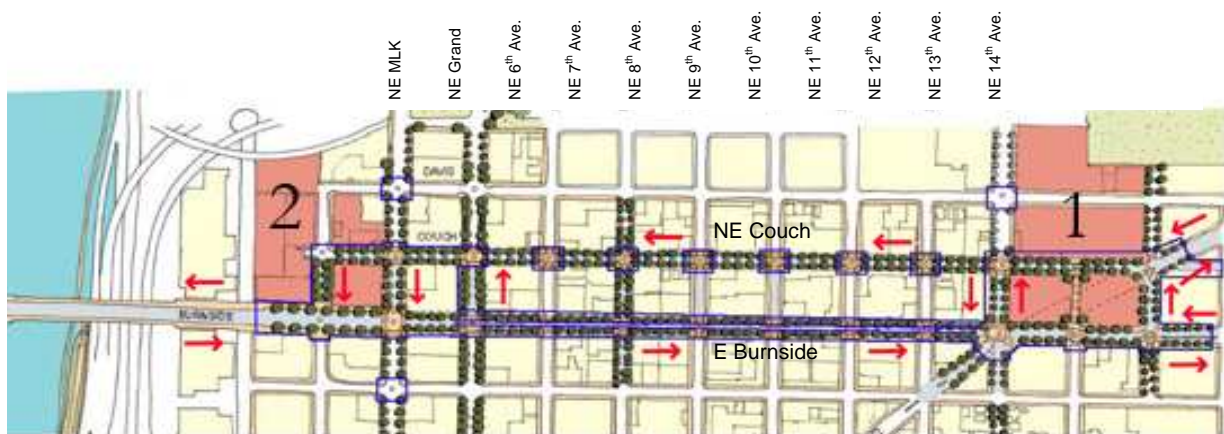 NE MLK
NE Grand
NE 6th Ave.
NE 7th Ave.
NE 8th Ave.
NE 9th Ave.
NE 10th Ave.
NE 11th Ave.
NE 12th Ave.
NE 13th Ave.
NE 14th Ave.
DAVIS
2
1
COUCH
NE Couch
BURNSIDE
E Burnside